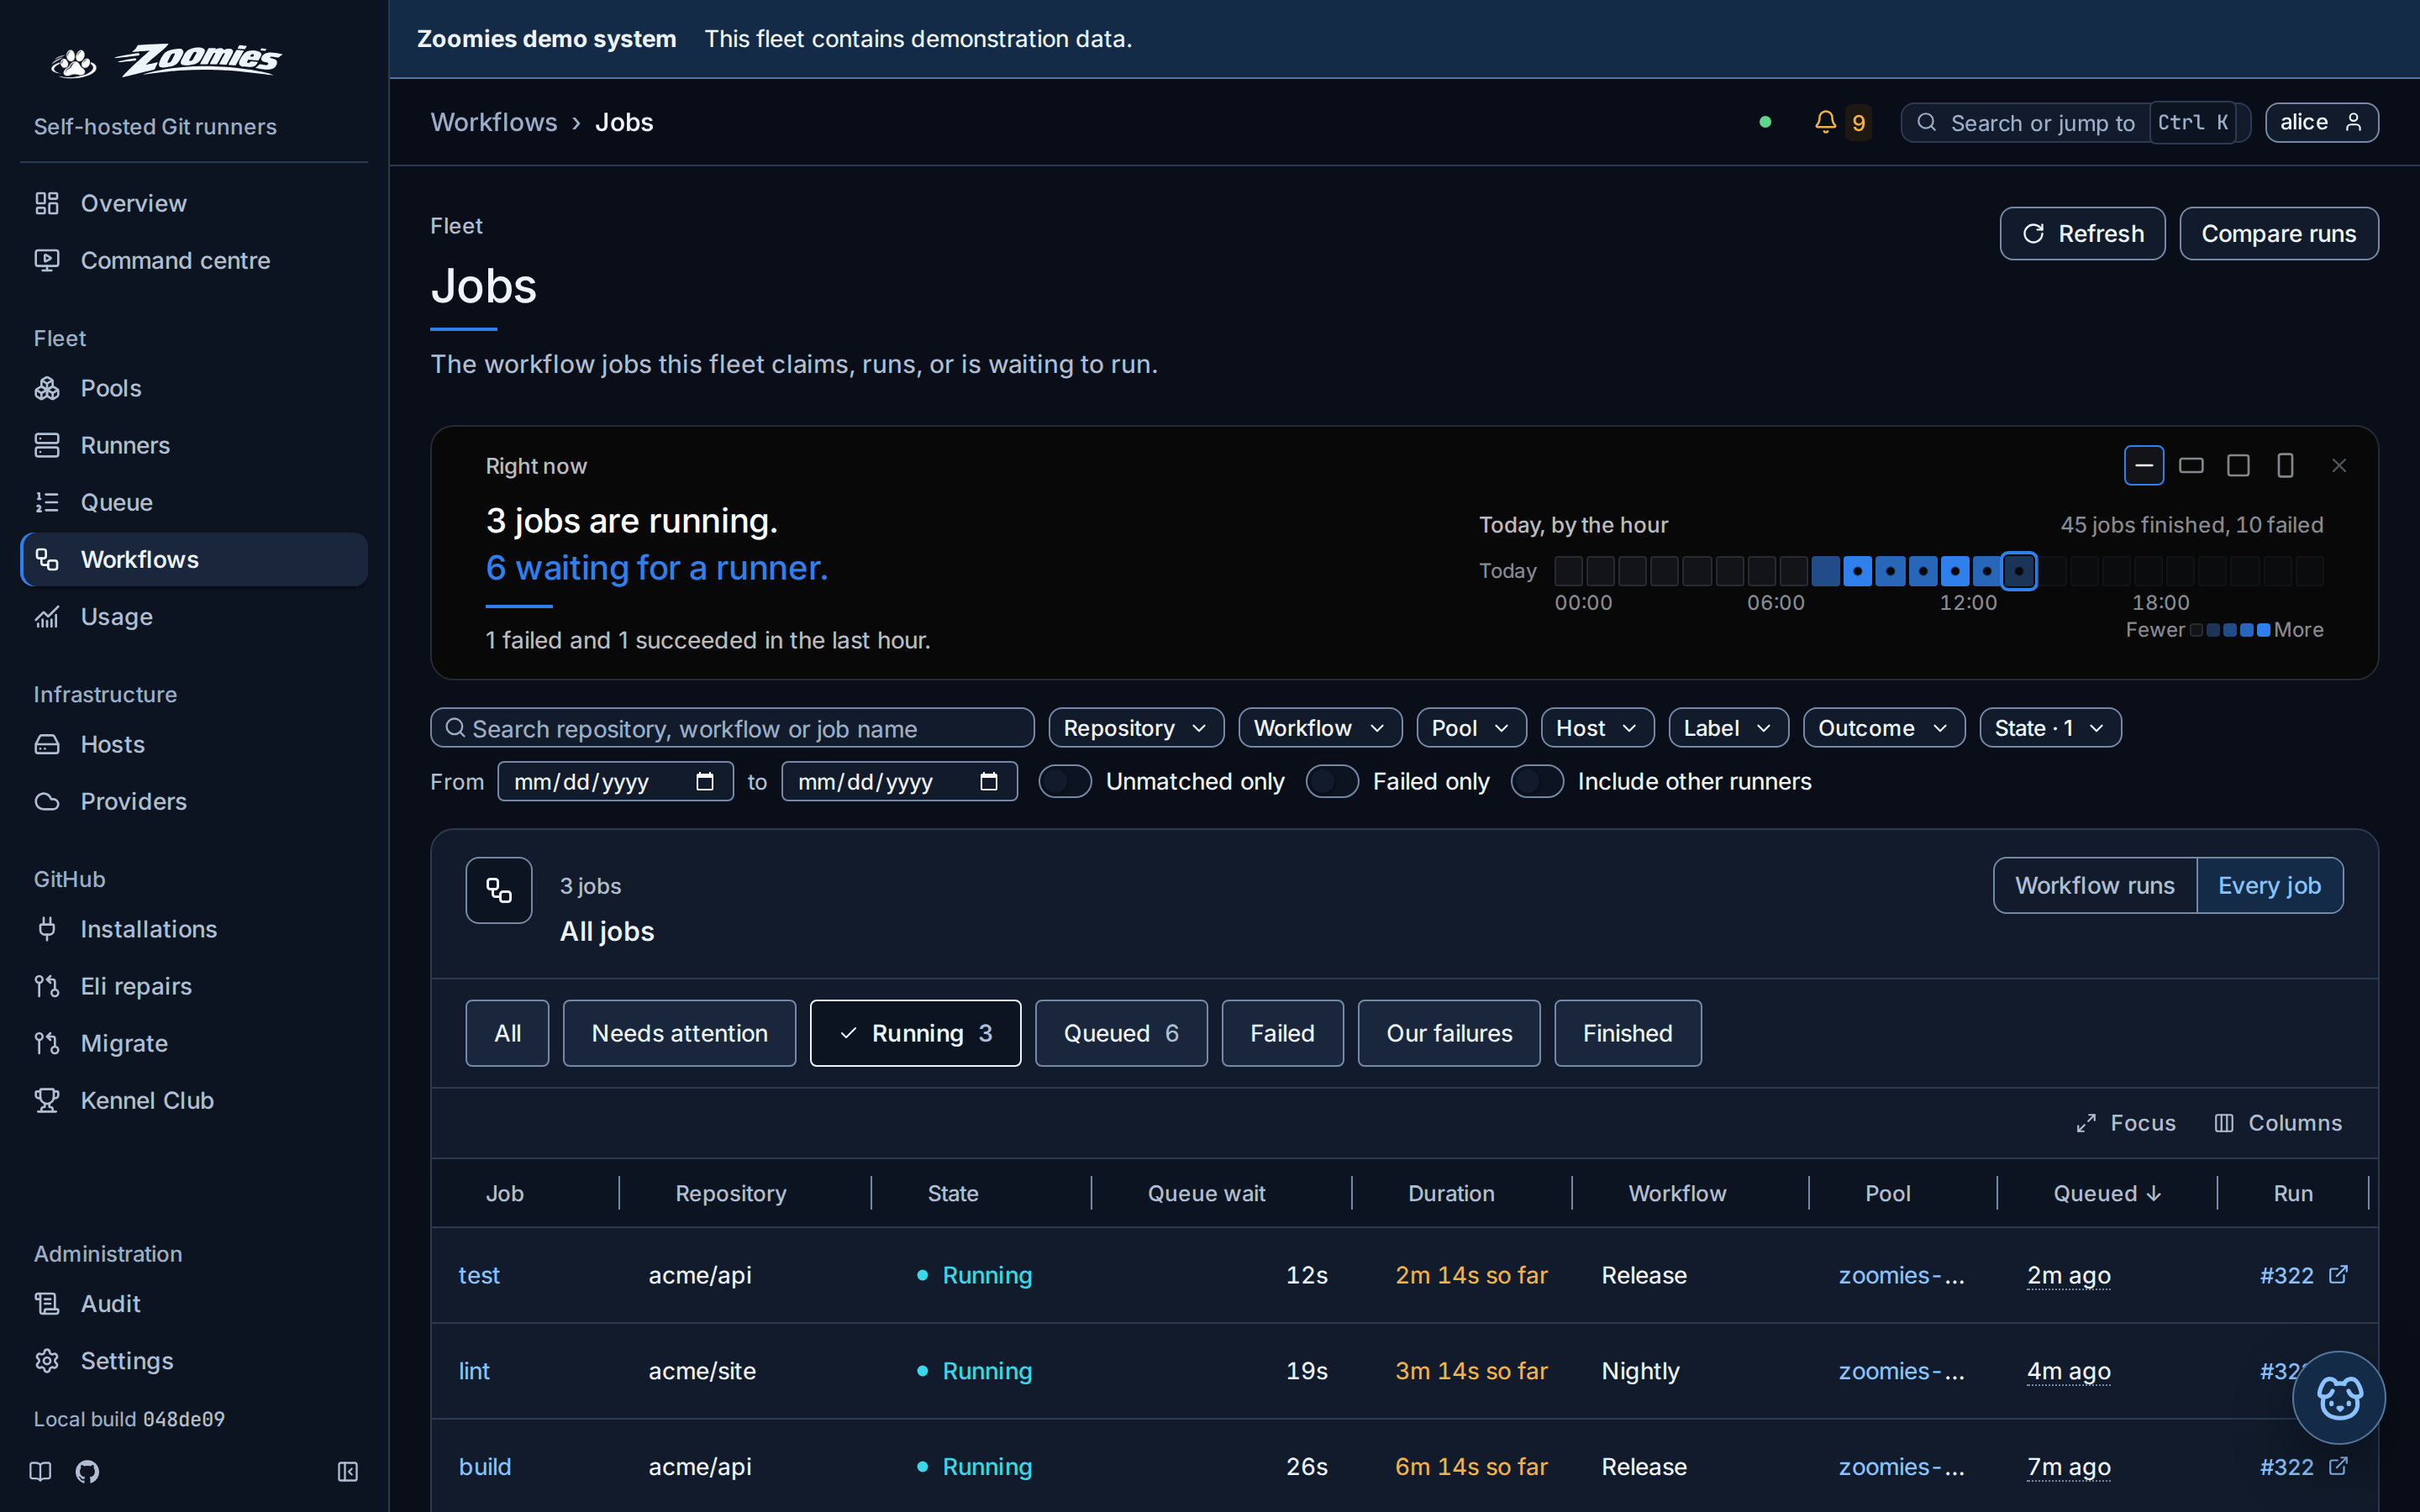 Zoomies
Self-hosted Git runners
Overview
Command centre
Fleet
Pools
Runners
Queue
Workflows
Usage
Infrastructure
Hosts
Providers
GitHub
Installations
Eli repairs
Migrate
Kennel Club
Administration
Audit
Settings
Local build 048de09
Zoomies demo system This fleet contains demonstration data.
Workflows › Jobs
9
Search or jump to Ctrl K
alice
Fleet
Jobs
The workflow jobs this fleet claims, runs, or is waiting to run.
Refresh
Compare runs
Right now
3 jobs are running.
6 waiting for a runner.
1 failed and 1 succeeded in the last hour.
Today, by the hour 45 jobs finished, 10 failed
Today
00:00 06:00 12:00 18:00
Fewer More
Search repository, workflow or job name Repository Workflow Pool Host Label Outcome State · 1
From mm/dd/yyyy to mm/dd/yyyy Unmatched only Failed only Include other runners
3 jobs
All jobs
Workflow runs Every job
All Needs attention Running 3 Queued 6 Failed Our failures Finished
Focus Columns
Job Repository State Queue wait Duration Workflow Pool Queued ↓ Run
test acme/api Running 12s 2m 14s so far Release zoomies-... 2m ago #322
lint acme/site Running 19s 3m 14s so far Nightly zoomies-... 4m ago
build acme/api Running 26s 6m 14s so far Release zoomies-... 7m ago #322